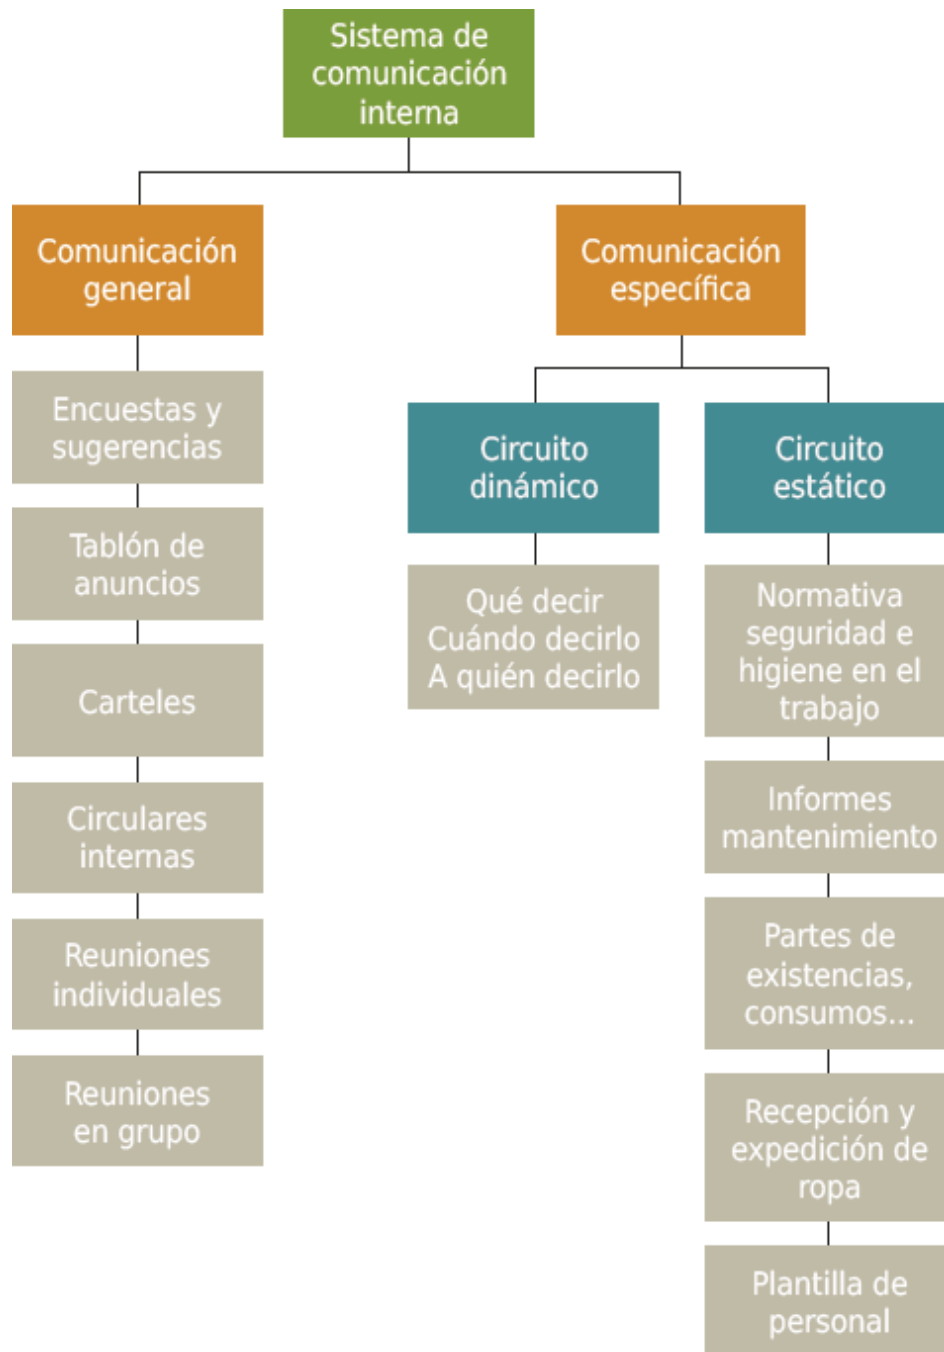 Sistema de
comunicación
interna
Comunicación
general
Encuestas y
sugerencias
Tablón de
anuncios
Carteles
Circulares
internas
Reuniones
individuales
Reuniones
en grupo
Comunicación
específica
Circuito
dinámico
Qué decir
Cuándo decirlo
A quién decirlo
Circuito
estático
Normativa
seguridad e
higiene en el
trabajo
Informes
mantenimiento
Partes de
existencias,
consumos...
Recepción y
expedición de
ropa
Plantilla de
personal